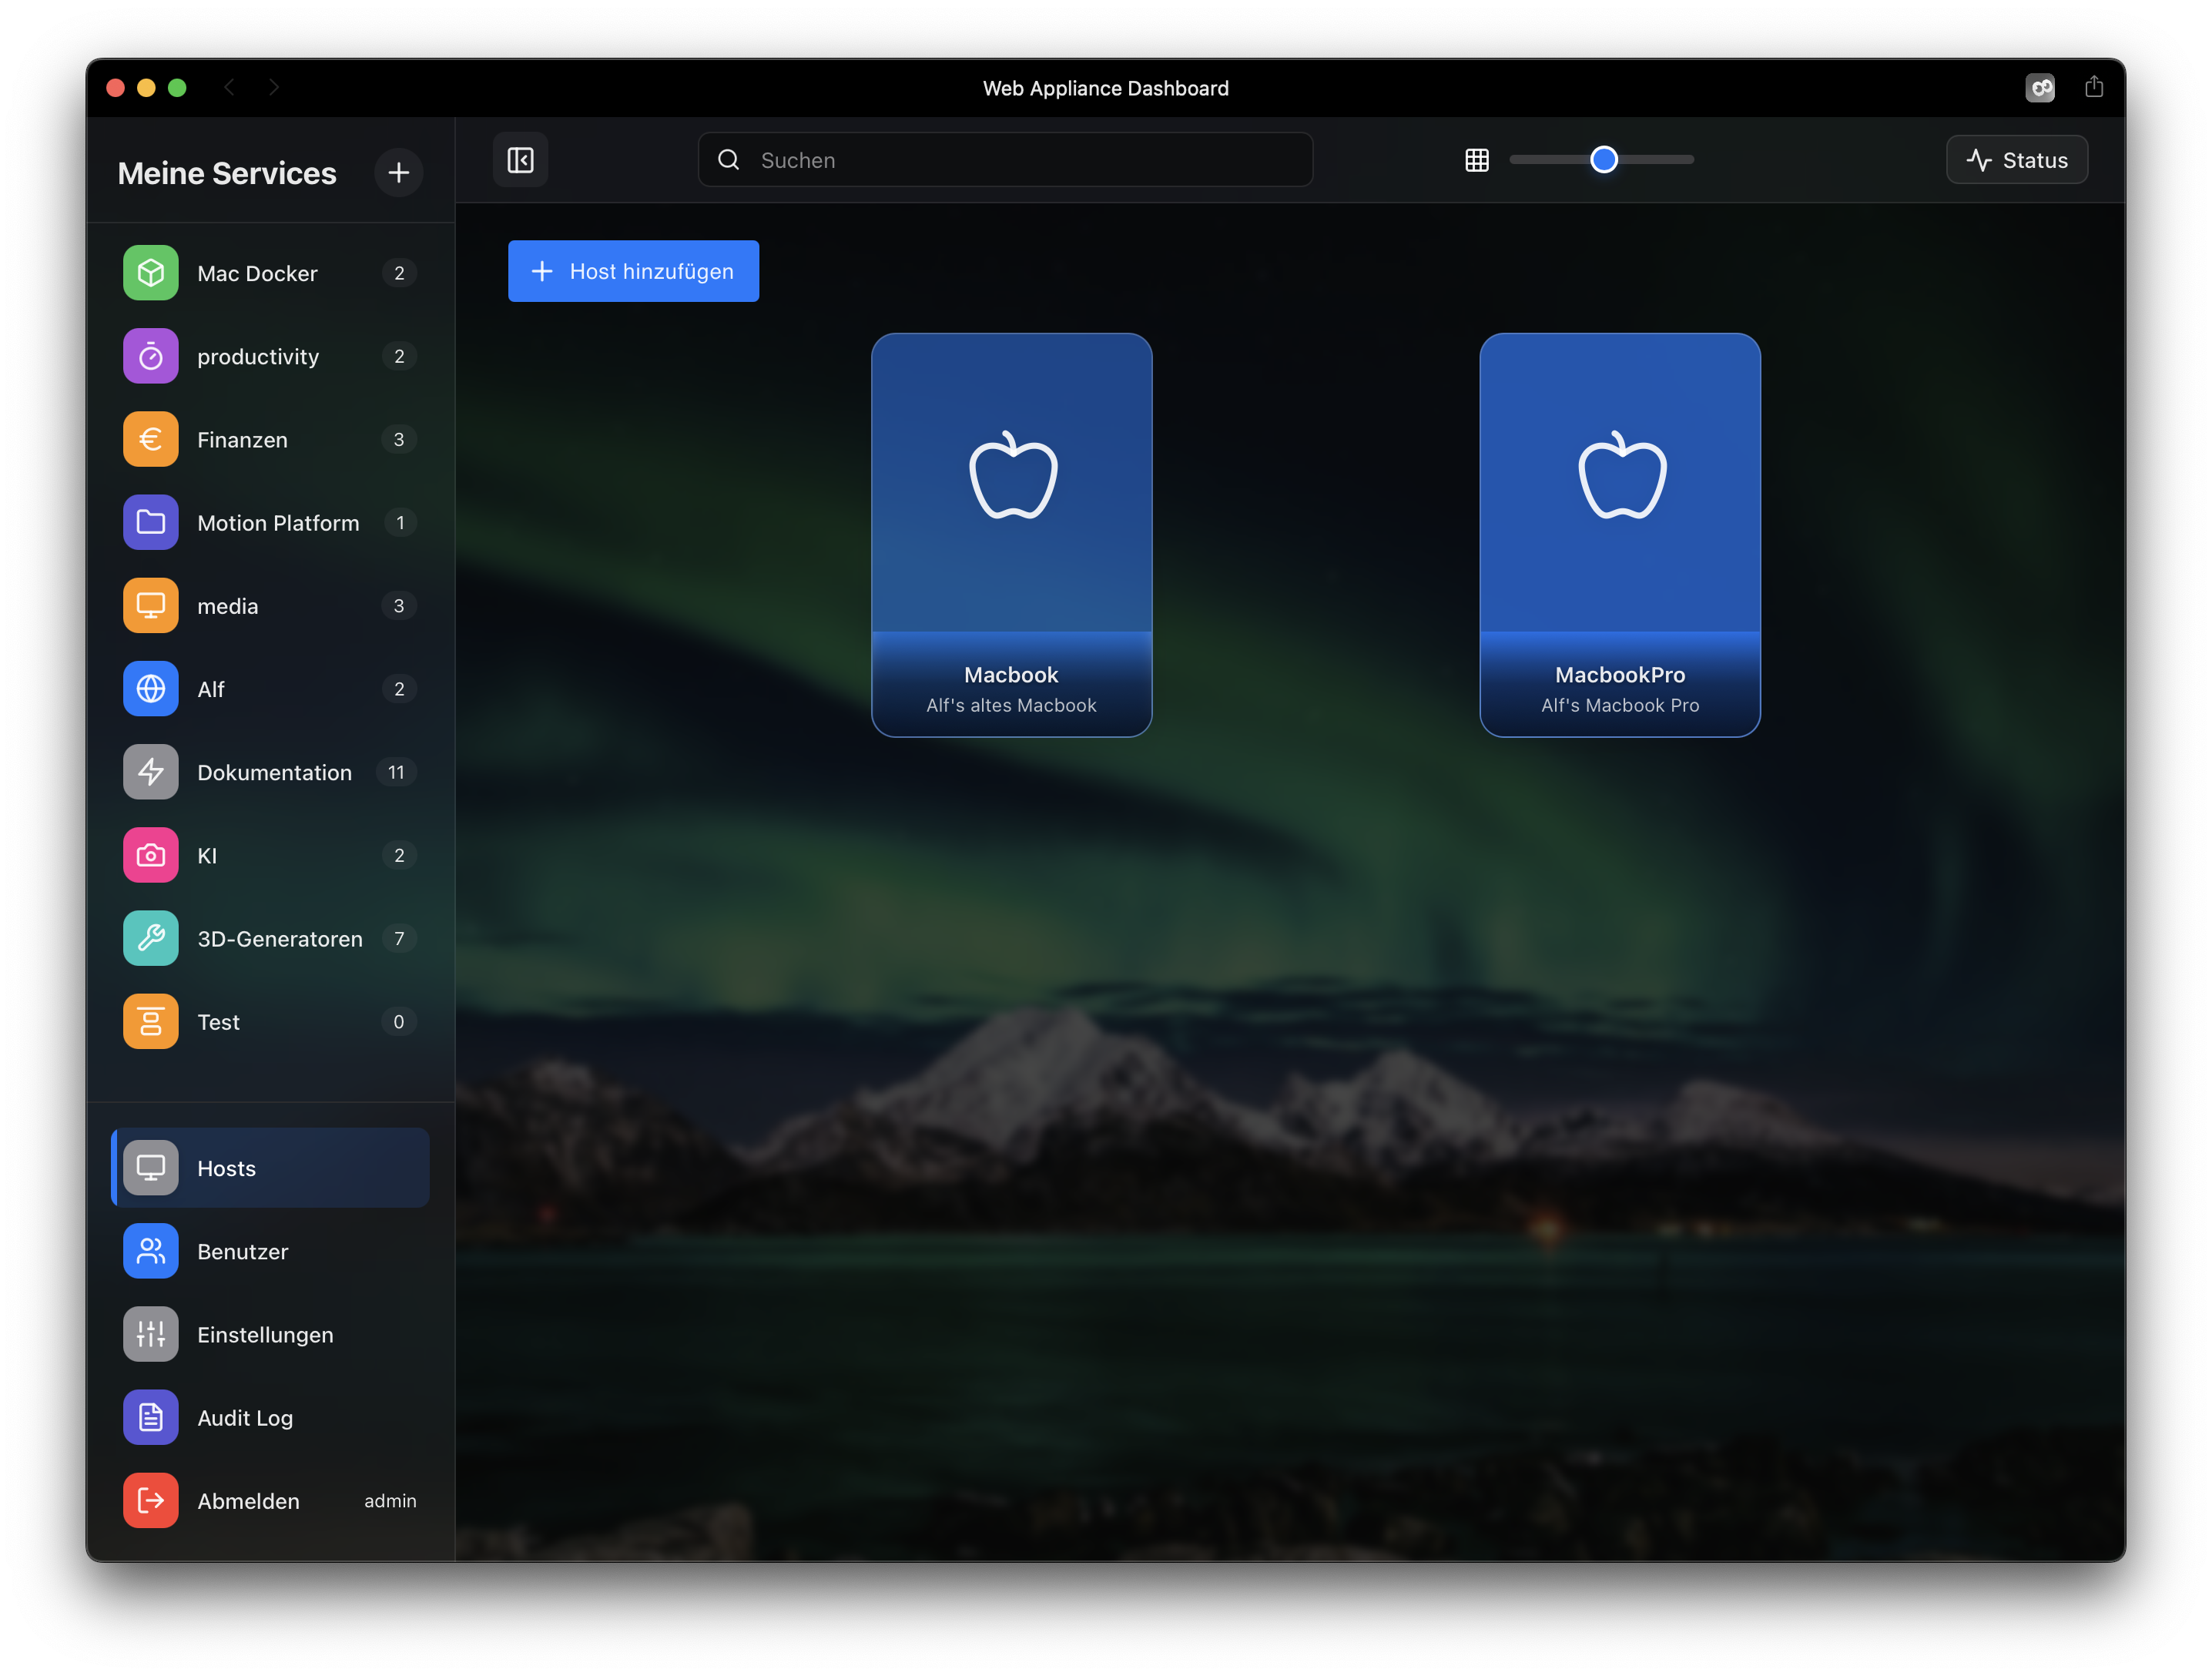 Web Appliance Dashboard
Meine Services
Suchen
Status
Mac Docker 2
productivity 2
Finanzen 3
Motion Platform 1
media 3
Alf 2
Dokumentation 11
KI 2
3D-Generatoren 7
Test 0
Hosts
Benutzer
Einstellungen
Audit Log
Abmelden admin
Host hinzufügen
Macbook
Alf's altes Macbook
MacbookPro
Alf's Macbook Pro